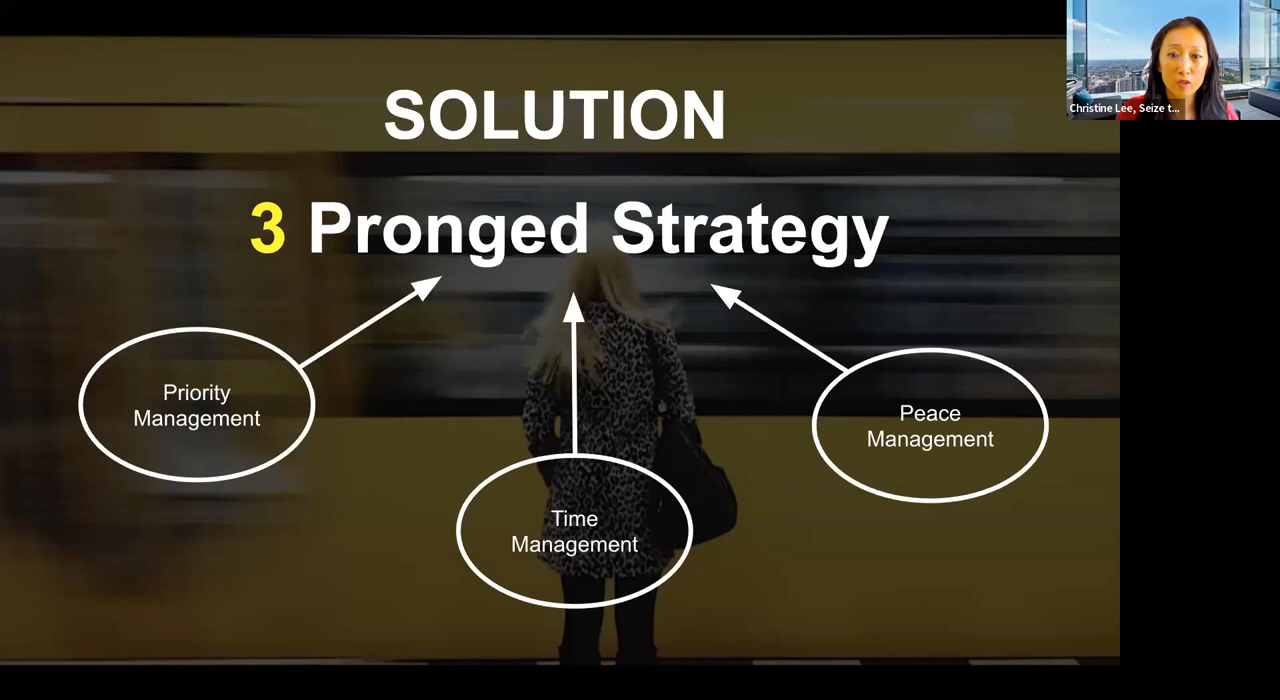 Christine Lee, Seize t...
SOLUTION
3 Pronged Strategy
Priority
Management
Time
Management
Peace
Management